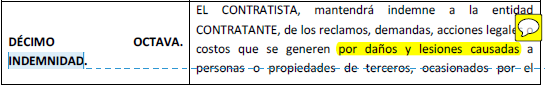 EL CONTRATISTA, mantendrá indemne a la entidad
CONTRATANTE, de los reclamos, demandas, acciones legales o
DÉCIMO OCTAVA. costos que se generen por daños y lesiones causadas a
INDEMNIDAD. personas o propiedades de terceros, ocasionados por el